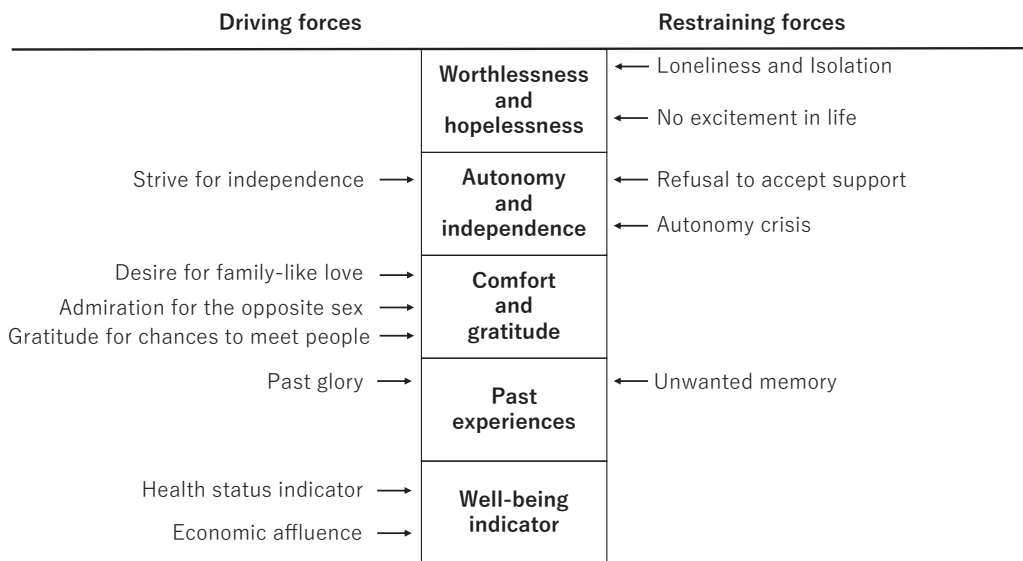 Driving forces
Restraining forces
Worthlessness
and
hopelessness
Loneliness and Isolation
No excitement in life
Strive for independence
Autonomy
and
independence
Refusal to accept support
Autonomy crisis
Desire for family-like love
Admiration for the opposite sex
Gratitude for chances to meet people
Comfort
and
gratitude
Past glory
Past
experiences
Unwanted memory
Health status indicator
Economic affluence
Well-being
indicator